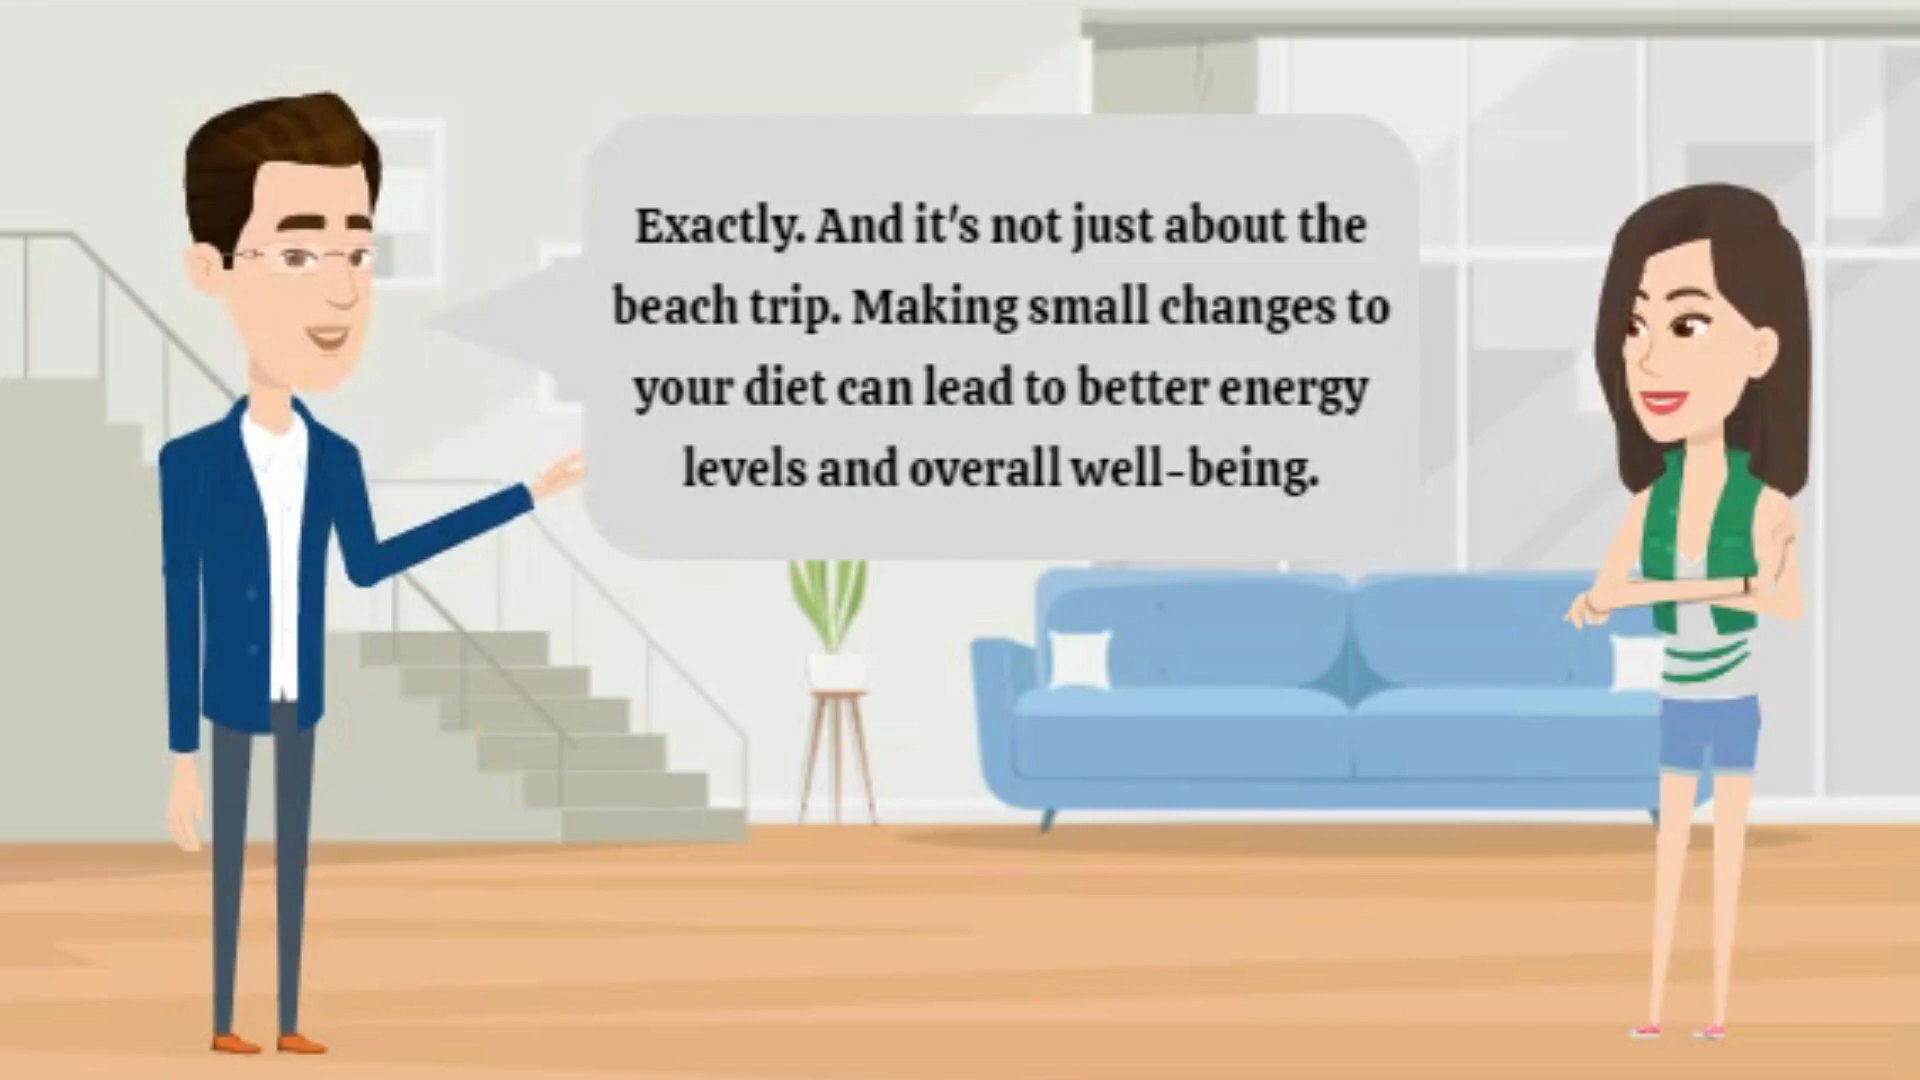 Exactly. And it's not just about the
beach trip. Making small changes to
your diet can lead to better energy
levels and overall well-being.